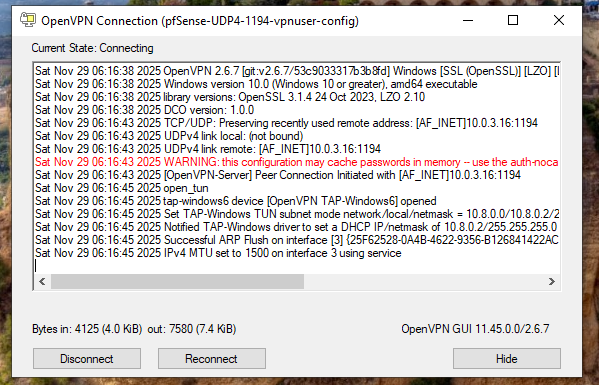 OpenVPN Connection (pfSense-UDP4-1194-vpnuser-config)
Current State: Connecting
Sat Nov 29 06:16:38 2025 OpenVPN 2.6.7 [git:v2.6.7/53c9033317b3b8fd] Windows [SSL (OpenSSL)] [LZO] [
Sat Nov 29 06:16:38 2025 Windows version 10.0 (Windows 10 or greater), amd64 executable
Sat Nov 29 06:16:38 2025 library versions: OpenSSL 3.1.4 24 Oct 2023, LZO 2.10
Sat Nov 29 06:16:38 2025 DCO version: 1.0.0
Sat Nov 29 06:16:43 2025 TCP/UDP: Preserving recently used remote address: [AF_INET]10.0.3.16:1194
Sat Nov 29 06:16:43 2025 UDPv4 link local: (not bound)
Sat Nov 29 06:16:43 2025 UDPv4 link remote: [AF_INET]10.0.3.16:1194
Sat Nov 29 06:16:43 2025 WARNING: this configuration may cache passwords in memory -- use the auth-noca
Sat Nov 29 06:16:43 2025 [OpenVPN-Server] Peer Connection Initiated with [AF_INET]10.0.3.16:1194
Sat Nov 29 06:16:45 2025 open_tun
Sat Nov 29 06:16:45 2025 tap-windows6 device [OpenVPN TAP-Windows6] opened
Sat Nov 29 06:16:45 2025 Set TAP-Windows TUN subnet mode network/local/netmask = 10.8.0.0/10.8.0.2/2
Sat Nov 29 06:16:45 2025 Notified TAP-Windows driver to set a DHCP IP/netmask of 10.8.0.2/255.255.255.0
Sat Nov 29 06:16:45 2025 Successful ARP Flush on interface [3] {25F62528-0A4B-4622-9356-B126841422AC
Sat Nov 29 06:16:45 2025 IPv4 MTU set to 1500 on interface 3 using service
Bytes in: 4125 (4.0 KiB) out: 7580 (7.4 KiB)
OpenVPN GUI 11.45.0.0/2.6.7
Disconnect
Reconnect
Hide